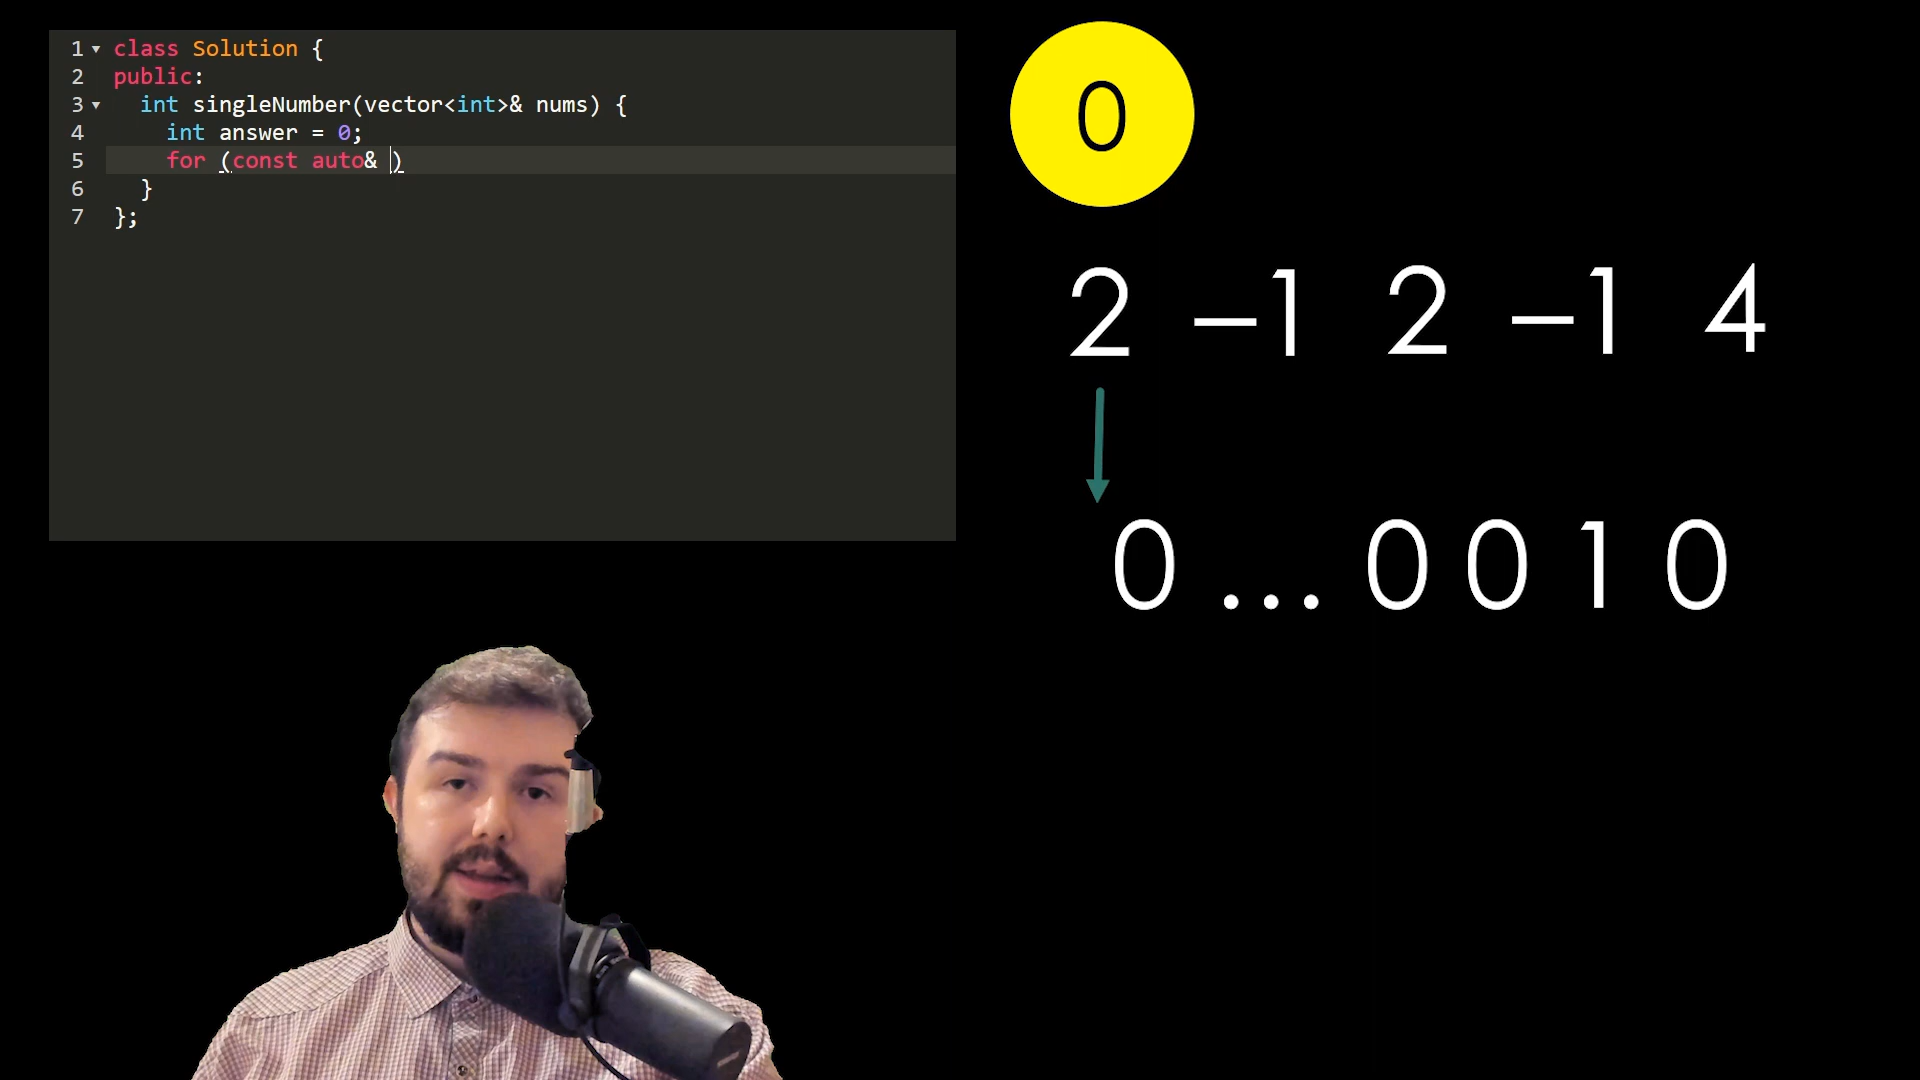 1 class Solution {
2 public:
3 int singleNumber(vector<int>& nums) {
4 int answer = 0;
5 for (const auto& )
6 }
7 };
0
2 –1 2 –1 4
0 ... 0 0 1 0